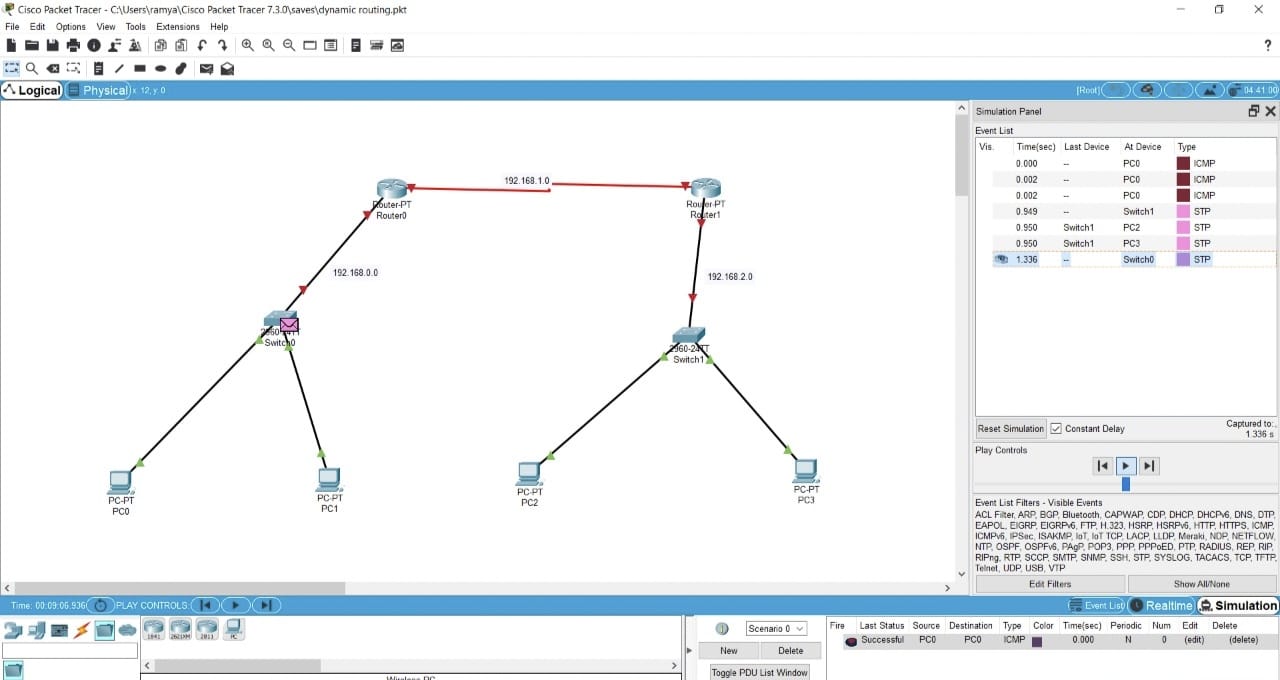 Cisco Packet Tracer - C:\Users\ramya\Cisco Packet Tracer 7.3.0\saves\dynamic routing.pkt
File Edit Options View Tools Extensions Help
?
Logical Physical x: 12, y: 0 [Root] 04:41:00
Simulation Panel
Event List
Vis. Time(sec) Last Device At Device Type
0.000 -- PC0 ICMP
0.002 -- PC0 ICMP
0.002 -- PC0 ICMP
0.949 -- Switch1 STP
0.950 Switch1 PC2 STP
0.950 Switch1 PC3 STP
1.336 -- Switch0 STP
Reset Simulation Constant Delay Captured to:
1.336 s
Play Controls
Event List Filters - Visible Events
ACL Filter, ARP, BGP, Bluetooth, CAPWAP, CDP, DHCP, DHCPv6, DNS, DTP,
EAPOL, EIGRP, EIGRPv6, FTP, H.323, HSRP, HSRPv6, HTTP, HTTPS, ICMP,
ICMPv6, IPSec, ISAKMP, IoT, IoT TCP, LACP, LLDP, Meraki, NDP, NETFLOW,
NTP, OSPF, OSPFv6, PAgP, POP3, PPP, PPPoED, PTP, RADIUS, REP, RIP,
RIPng, RTP, SCCP, SMTP, SNMP, SSH, STP, SYSLOG, TACACS, TCP, TFTP,
Telnet, UDP, USB, VTP
Edit Filters Show All/None
192.168.1.0
Router-PT
Router0
Router-PT
Router1
192.168.0.0
192.168.2.0
2960-24TT
Switch0
2960-24TT
Switch1
PC-PT
PC0
PC-PT
PC1
PC-PT
PC2
PC-PT
PC3
Time: 00:09:06.936 PLAY CONTROLS: Event List Realtime Simulation
1841 2621XM 2811 PC
Scenario 0
New Delete
Toggle PDU List Window
Fire Last Status Source Destination Type Color Time(sec) Periodic Num Edit Delete
Successful PC0 PC0 ICMP 0.000 N 0 (edit) (delete)
Wireless PC